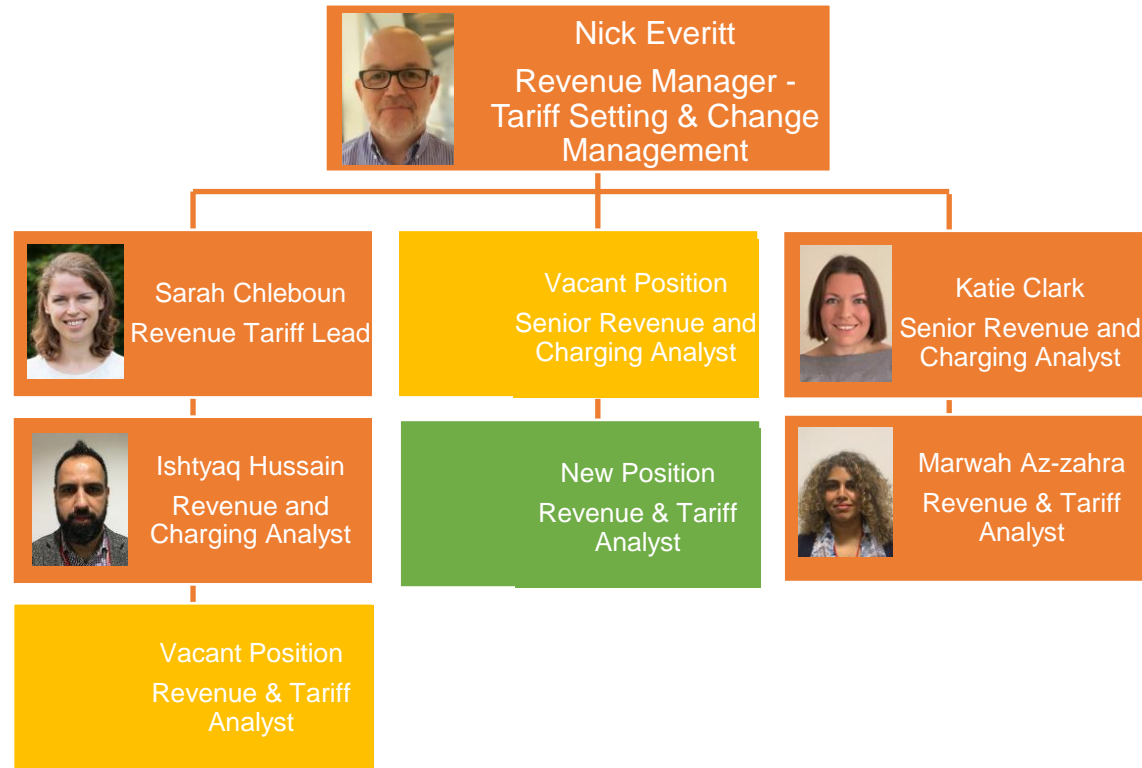 Nick Everitt
Revenue Manager -
Tariff Setting & Change
Management
Sarah Chleboun
Revenue Tariff Lead
Vacant Position
Senior Revenue and
Charging Analyst
Katie Clark
Senior Revenue and
Charging Analyst
Ishtyaq Hussain
Revenue and
Charging Analyst
New Position
Revenue & Tariff
Analyst
Marwah Az-zahra
Revenue & Tariff
Analyst
Vacant Position
Revenue & Tariff
Analyst